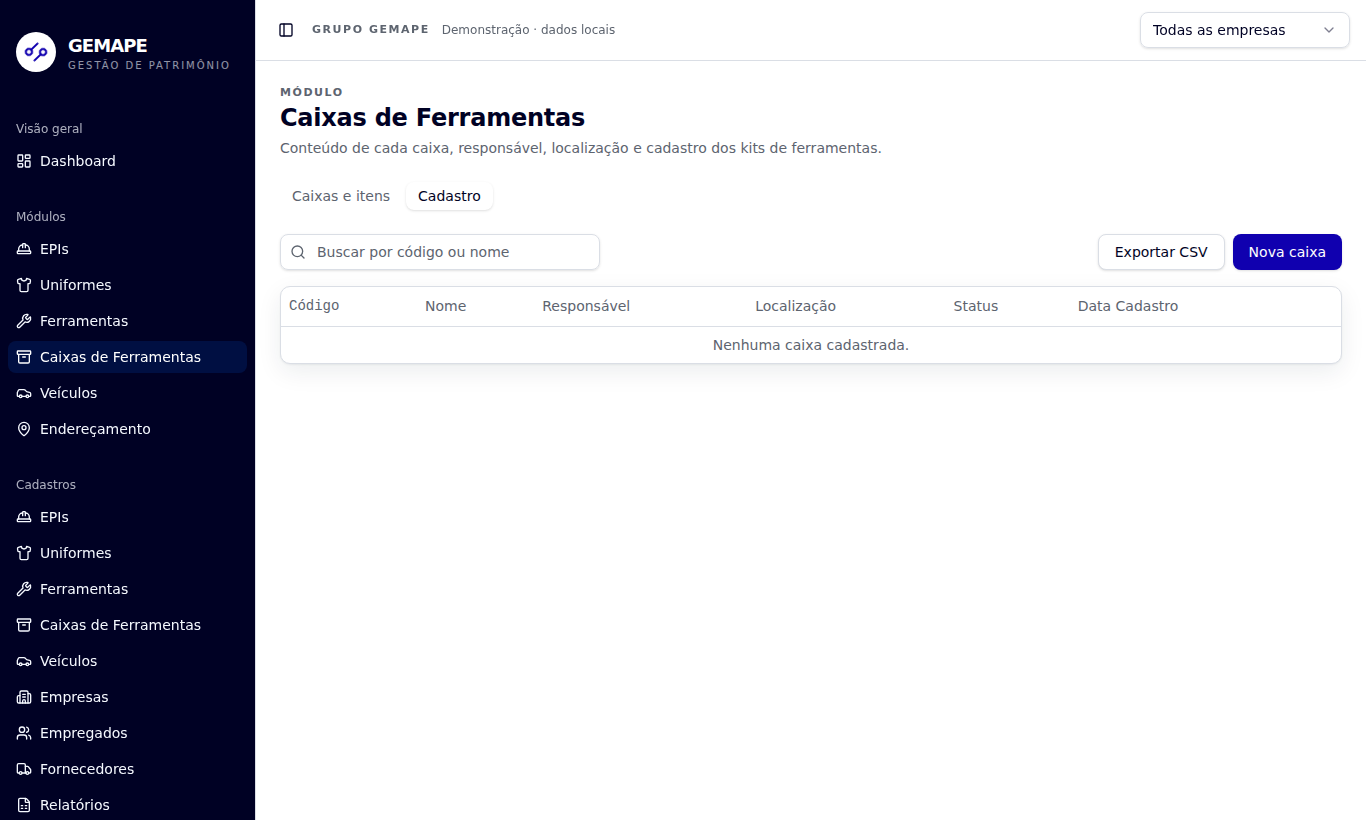 GEMAPE
GESTÃO DE PATRIMÔNIO
Visão geral
Dashboard
Módulos
EPIs
Uniformes
Ferramentas
Caixas de Ferramentas
Veículos
Endereçamento
Cadastros
EPIs
Uniformes
Ferramentas
Caixas de Ferramentas
Veículos
Empresas
Empregados
Fornecedores
Relatórios
GRUPO GEMAPE Demonstração · dados locais Todas as empresas
MÓDULO
Caixas de Ferramentas
Conteúdo de cada caixa, responsável, localização e cadastro dos kits de ferramentas.
Caixas e itens Cadastro
Buscar por código ou nome Exportar CSV Nova caixa
Código Nome Responsável Localização Status Data Cadastro
Nenhuma caixa cadastrada.